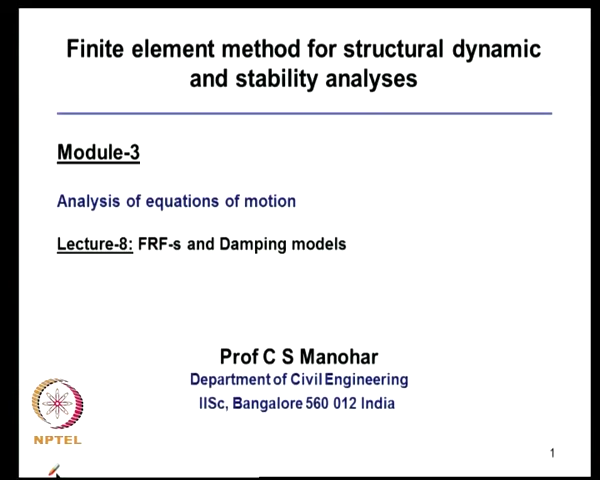 Finite element method for structural dynamic
and stability analyses
Module-3
Analysis of equations of motion
Lecture-8: FRF-s and Damping models
Prof C S Manohar
Department of Civil Engineering
IISc, Bangalore 560 012 India
NPTEL
1